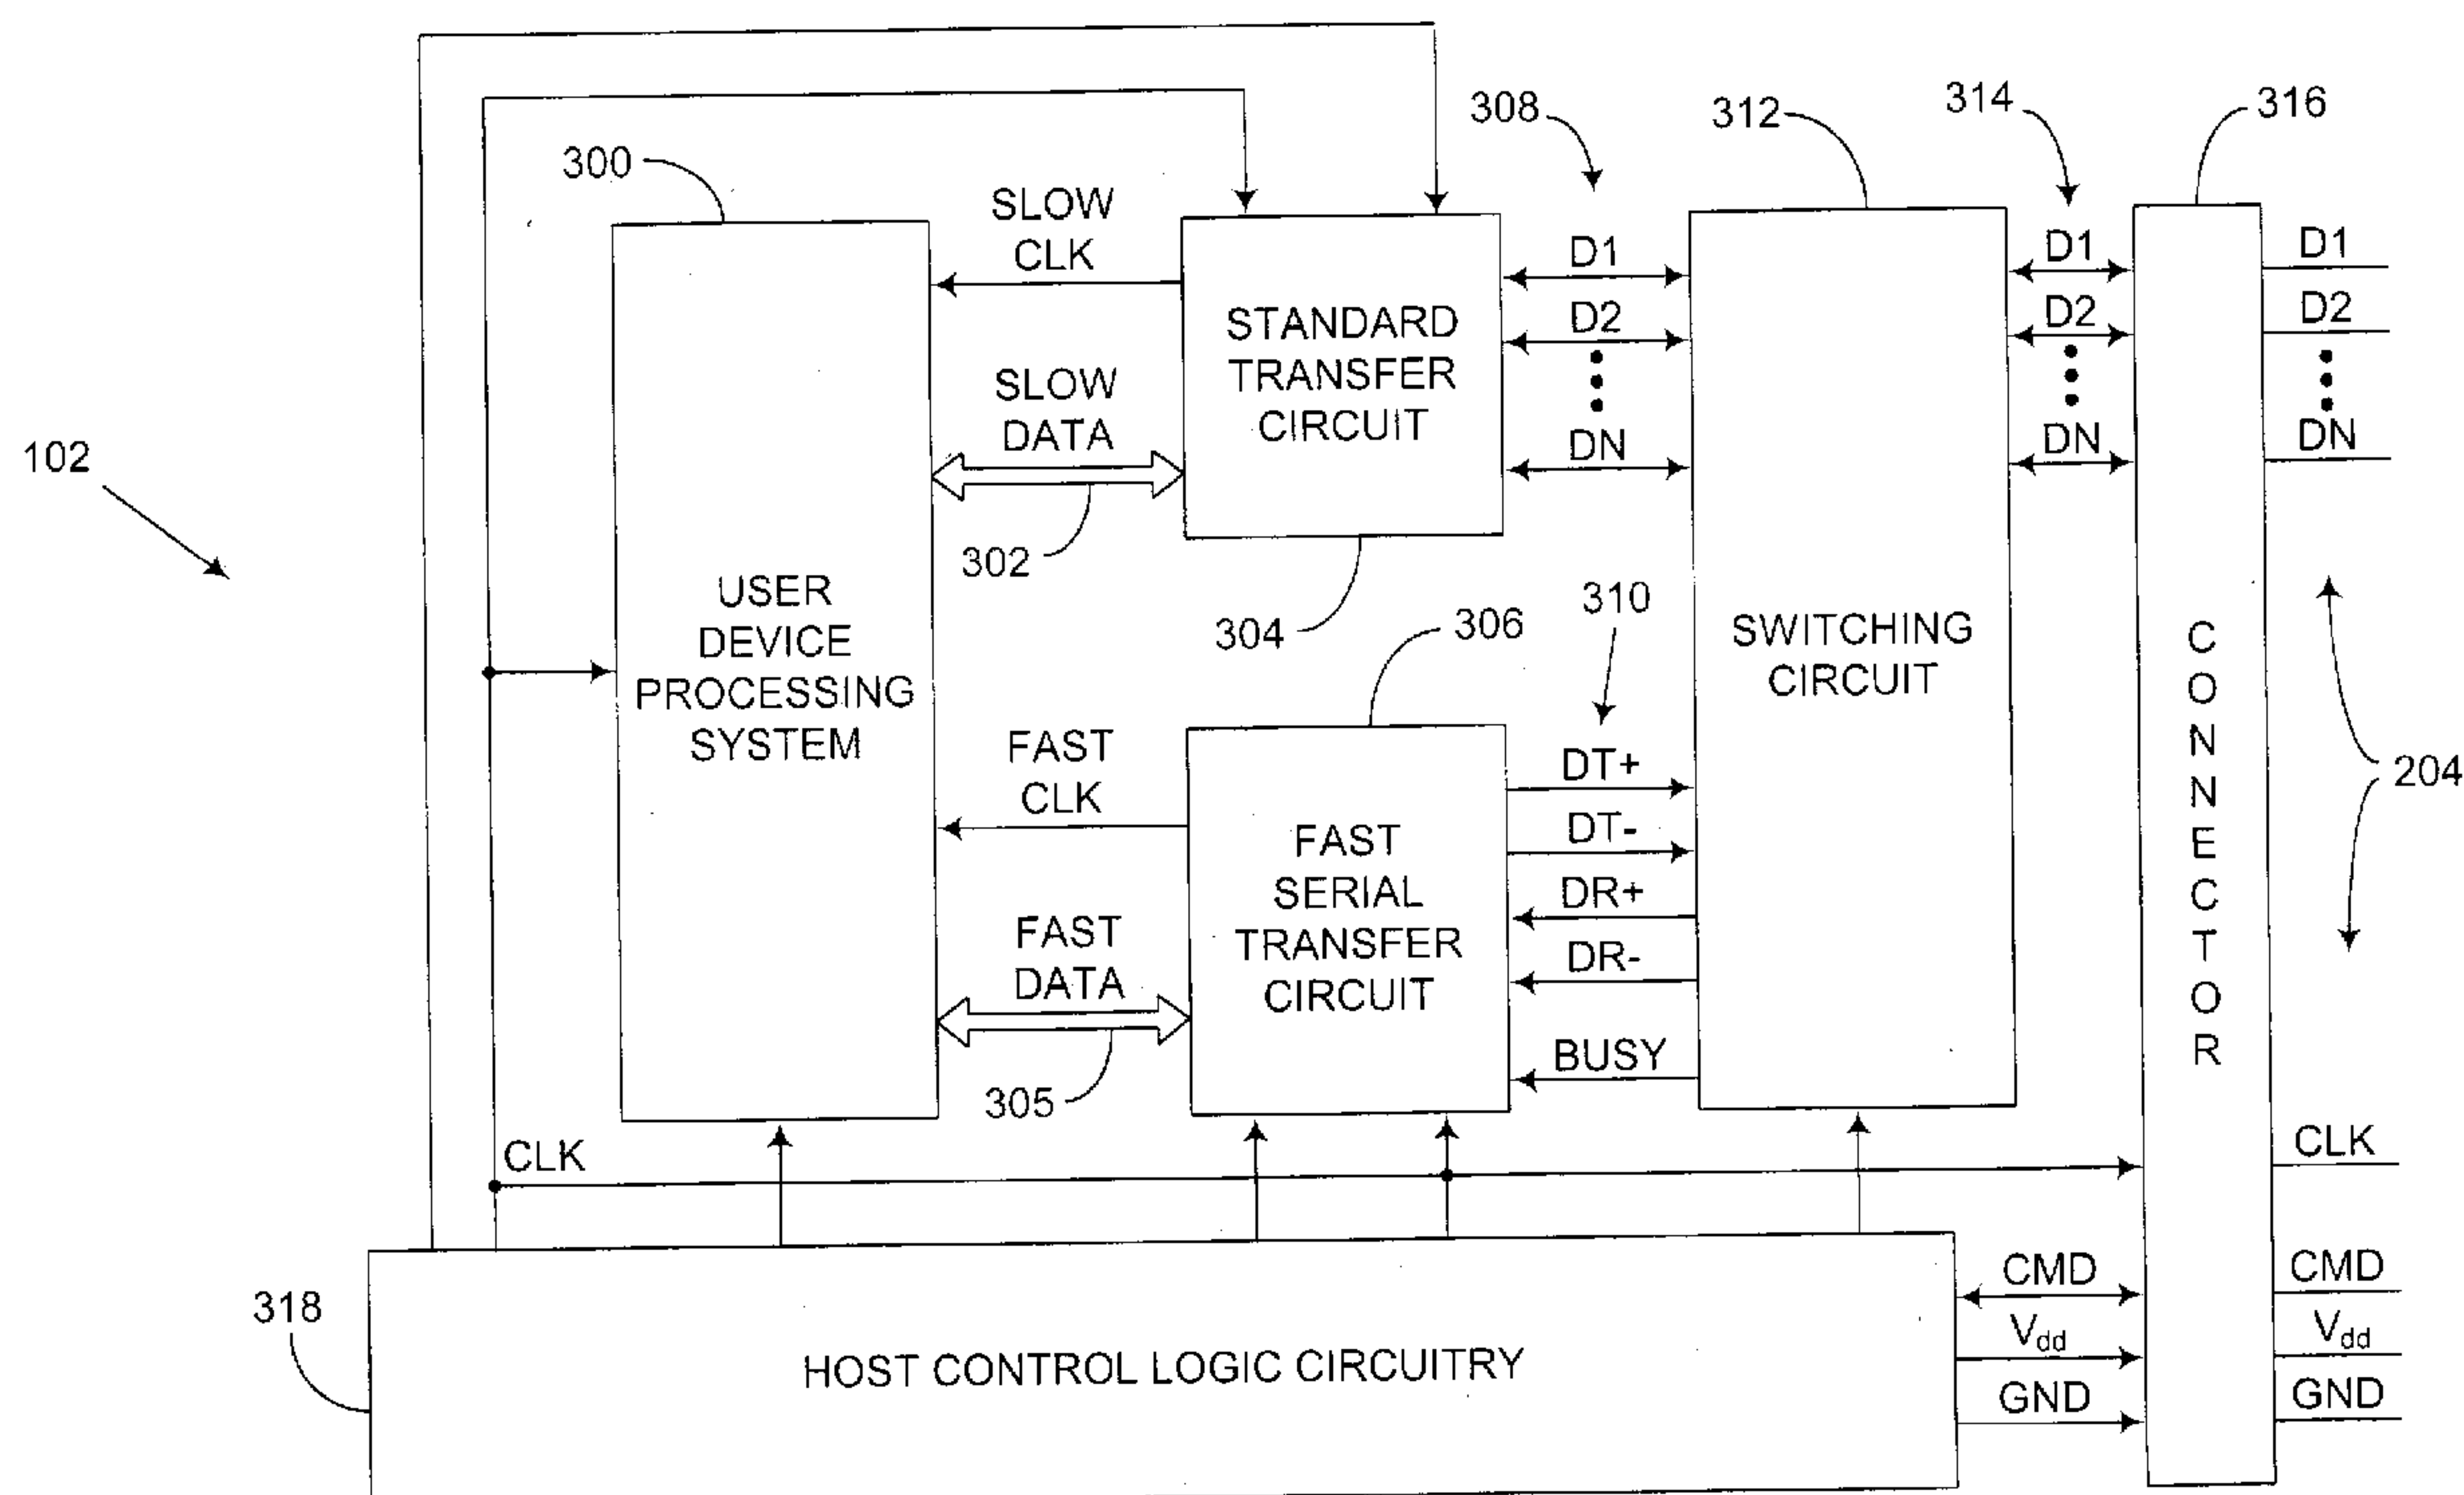 308
312
314
316
300
SLOW
CLK
D1
D2
DN
D1
D2
DN
D1
D2
DN
STANDARD
TRANSFER
CIRCUIT
SLOW
DATA
102
302
304
306
310
204
USER
DEVICE
PROCESSING
SYSTEM
SWITCHING
CIRCUIT
CONNECTOR
FAST
CLK
DT+
DT-
DR+
DR-
BUSY
FAST
SERIAL
TRANSFER
CIRCUIT
FAST
DATA
305
CLK
CLK
CMD
Vdd
GND
CMD
Vdd
GND
318
HOST CONTROL LOGIC CIRCUITRY